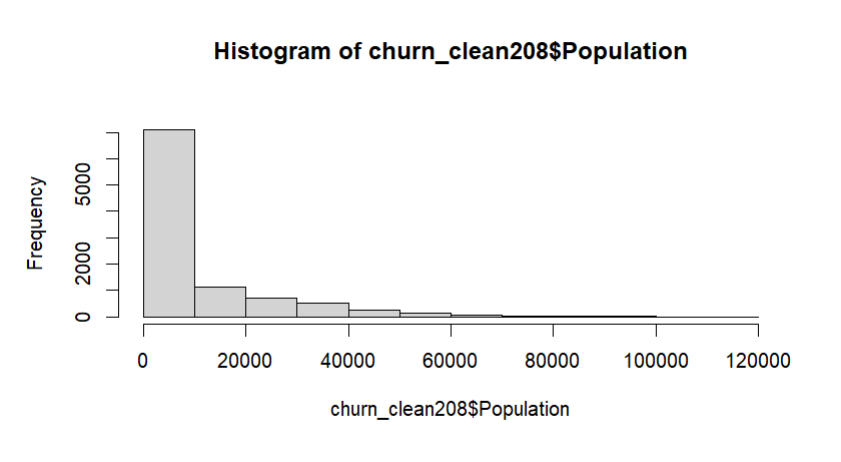 Histogram of churn_clean208$Population
Frequency
5000
2000
0
0 20000 40000 60000 80000 100000 120000
churn_clean208$Population